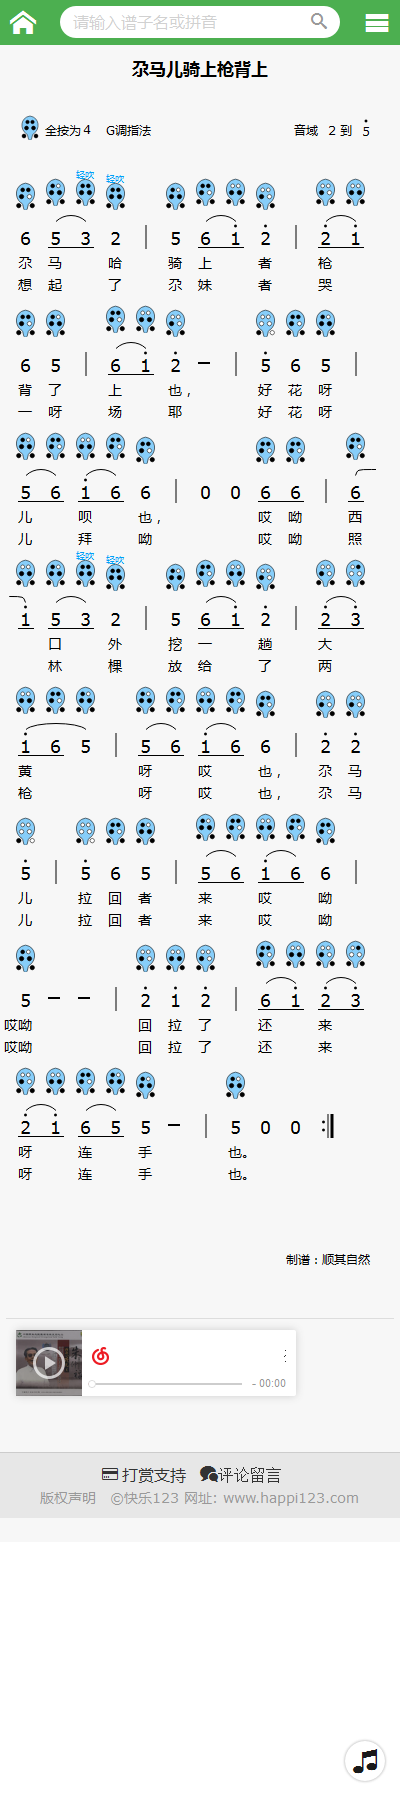 请输入谱子名或拼音
尕马儿骑上枪背上
全按为4 G调指法 音域 2 到 5
轻吹 轻吹
6 5 3 2 | 5 6 1 2 | 2 1
尕 马 哈 骑 上 者 枪
想 起 了 尕 妹 者 哭
6 5 | 6 1 2 – | 5 6 5 |
背 了 上 也, 好 花 呀
一 呀 场 耶 好 花 呀
5 6 1 6 6 | 0 0 6 6 | 6
儿 呗 也, 哎 呦 西
儿 拜 呦 哎 呦 照
轻吹 轻吹
1 5 3 2 | 5 6 1 2 | 2 3
口 外 挖 一 趟 大
林 棵 放 给 了 两
1 6 5 | 5 6 1 6 6 | 2 2
黄 呀 哎 也, 尕 马
枪 呀 哎 也, 尕 马
5 | 5 6 5 | 5 6 1 6 6 |
儿 拉 回 者 来 哎 呦
儿 拉 回 者 来 哎 呦
5 – – | 2 1 2 | 6 1 2 3
哎呦 回 拉 了 还 来
哎呦 回 拉 了 还 来
2 1 6 5 5 – | 5 0 0 :|
呀 连 手 也。
呀 连 手 也。
制谱：顺其自然
- 00:00
打赏支持 评论留言
版权声明 ©快乐123 网址: www.happi123.com